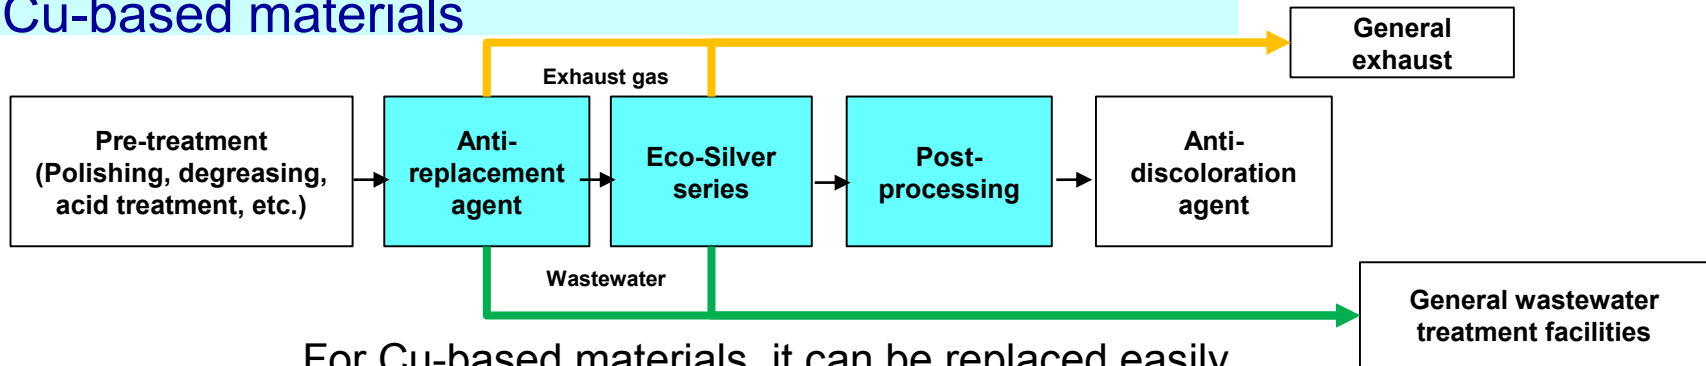 Cu-based materials
General
exhaust
Exhaust gas
Pre-treatment
(Polishing, degreasing,
acid treatment, etc.)
Anti-
replacement
agent
Eco-Silver
series
Post-
processing
Anti-
discoloration
agent
Wastewater
General wastewater
treatment facilities
For Cu-based materials, it can be replaced easily